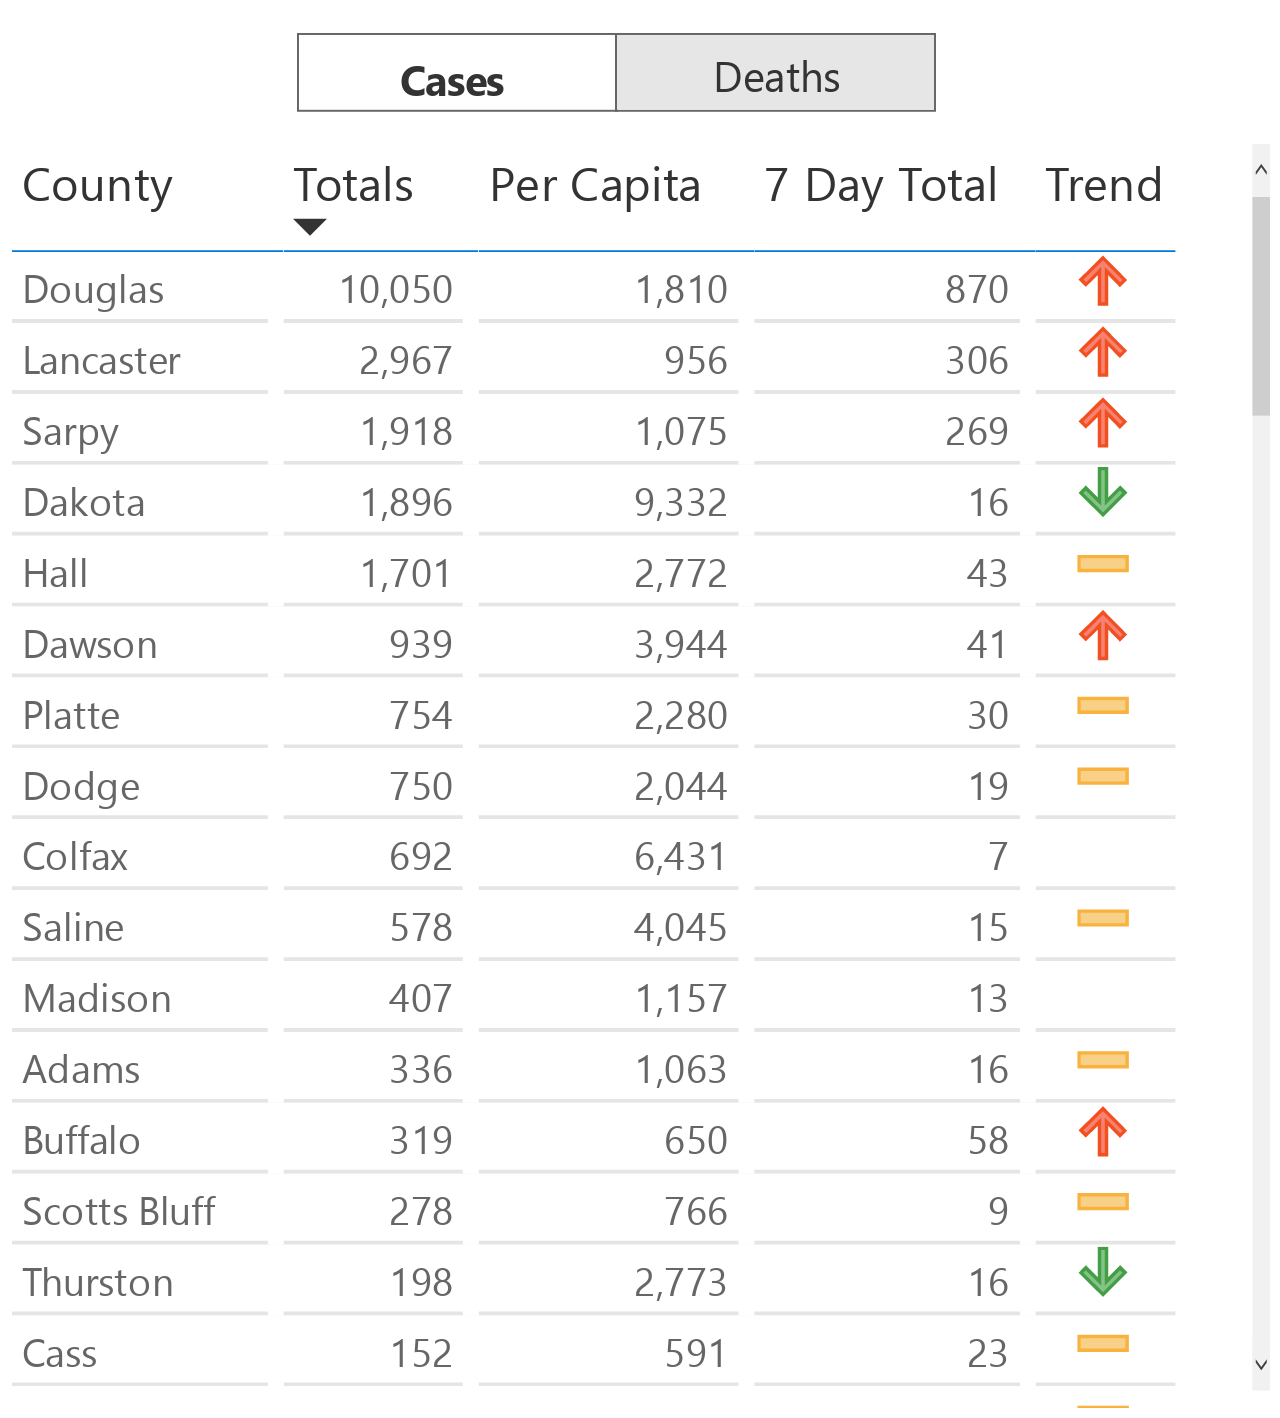 Cases Deaths
County Totals Per Capita 7 Day Total Trend
Douglas 10,050 1,810 870
Lancaster 2,967 956 306
Sarpy 1,918 1,075 269
Dakota 1,896 9,332 16
Hall 1,701 2,772 43
Dawson 939 3,944 41
Platte 754 2,280 30
Dodge 750 2,044 19
Colfax 692 6,431 7
Saline 578 4,045 15
Madison 407 1,157 13
Adams 336 1,063 16
Buffalo 319 650 58
Scotts Bluff 278 766 9
Thurston 198 2,773 16
Cass 152 591 23